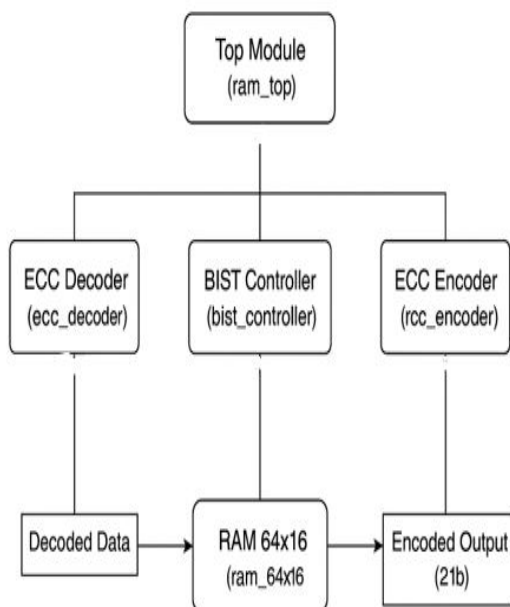 Top Module
(ram_top)
ECC Decoder
(ecc_decoder)
BIST Controller
(bist_controller)
ECC Encoder
(rcc_encoder)
Decoded Data
RAM 64x16
(ram_64x16
Encoded Output
(21b)